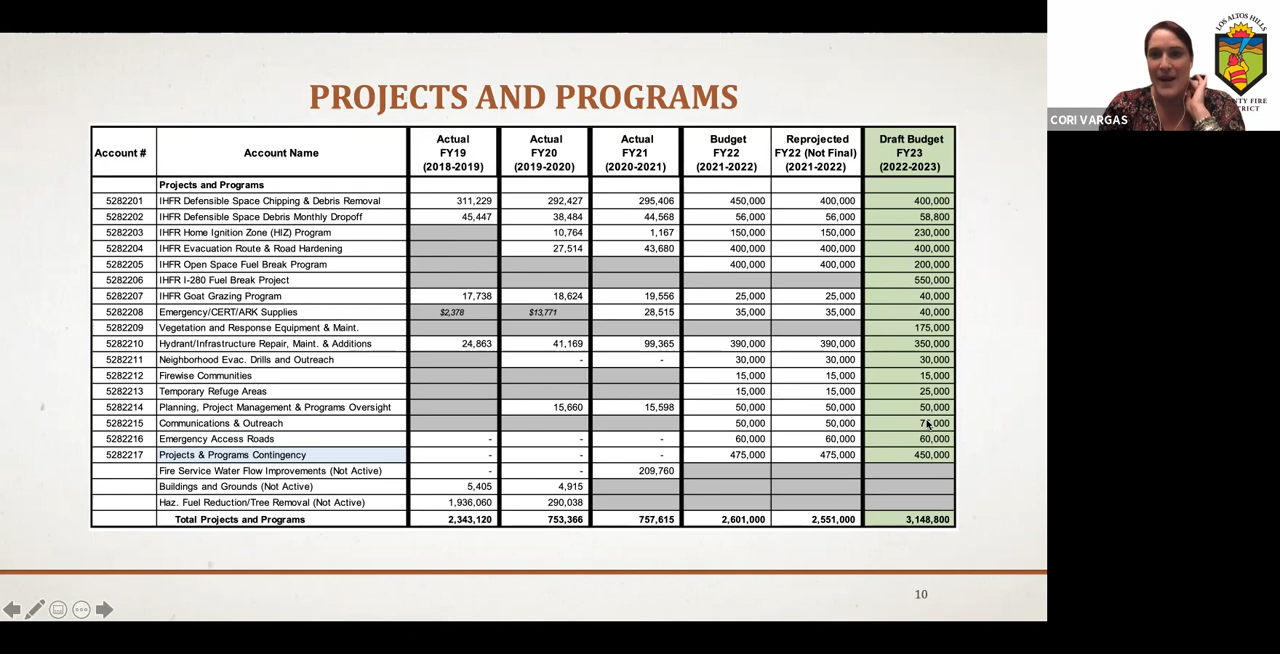 PROJECTS AND PROGRAMS
Account # Account Name Actual FY19 (2018-2019) Actual FY20 (2019-2020) Actual FY21 (2020-2021) Budget FY22 (2021-2022) Reprojected FY22 (Not Final) (2021-2022) Draft Budget FY23 (2022-2023)
Projects and Programs
5282201 IHFR Defensible Space Chipping & Debris Removal 311,229 292,427 295,406 450,000 400,000 400,000
5282202 IHFR Defensible Space Debris Monthly Dropoff 45,447 38,484 44,568 56,000 56,000 58,800
5282203 IHFR Home Ignition Zone (HIZ) Program 10,764 1,167 150,000 150,000 230,000
5282204 IHFR Evacuation Route & Road Hardening 27,514 43,680 400,000 400,000 400,000
5282205 IHFR Open Space Fuel Break Program 400,000 400,000 200,000
5282206 IHFR I-280 Fuel Break Project 550,000
5282207 IHFR Goat Grazing Program 17,738 18,624 19,556 25,000 25,000 40,000
5282208 Emergency/CERT/ARK Supplies $2,378 $13,771 28,515 35,000 35,000 40,000
5282209 Vegetation and Response Equipment & Maint. 175,000
5282210 Hydrant/Infrastructure Repair, Maint. & Additions 24,863 41,169 99,365 390,000 390,000 350,000
5282211 Neighborhood Evac. Drills and Outreach - - 30,000 30,000 30,000
5282212 Firewise Communities 15,000 15,000 15,000
5282213 Temporary Refuge Areas 15,000 15,000 25,000
5282214 Planning, Project Management & Programs Oversight 15,660 15,598 50,000 50,000 50,000
5282215 Communications & Outreach 50,000 50,000 75,000
5282216 Emergency Access Roads - - - 60,000 60,000 60,000
5282217 Projects & Programs Contingency - - - 475,000 475,000 450,000
Fire Service Water Flow Improvements (Not Active) - - 209,760
Buildings and Grounds (Not Active) 5,405 4,915
Haz. Fuel Reduction/Tree Removal (Not Active) 1,936,060 290,038
Total Projects and Programs 2,343,120 753,366 757,615 2,601,000 2,551,000 3,148,800
10
LOS ALTOS HILLS
NTY FIRE
TRICT
CORI VARGAS